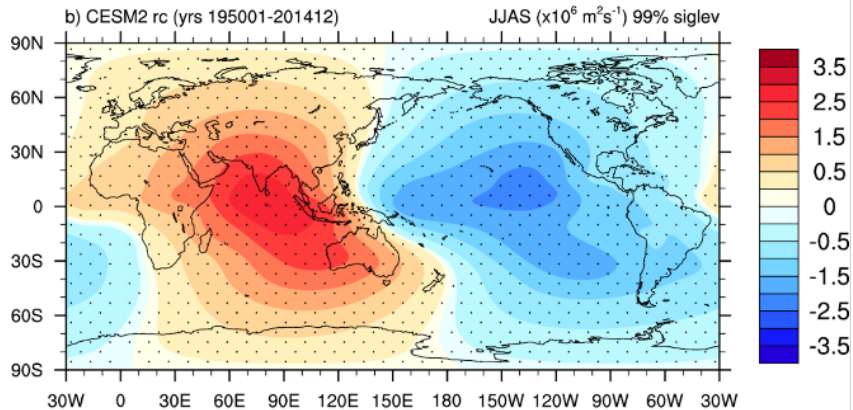 b) CESM2 rc (yrs 195001-201412) JJAS (x10⁶ m²s⁻¹) 99% siglev
90N
60N
30N
0
30S
60S
90S
30W 0 30E 60E 90E 120E 150E 180 150W 120W 90W 60W 30W
3.5
2.5
1.5
0.5
0
-0.5
-1.5
-2.5
-3.5